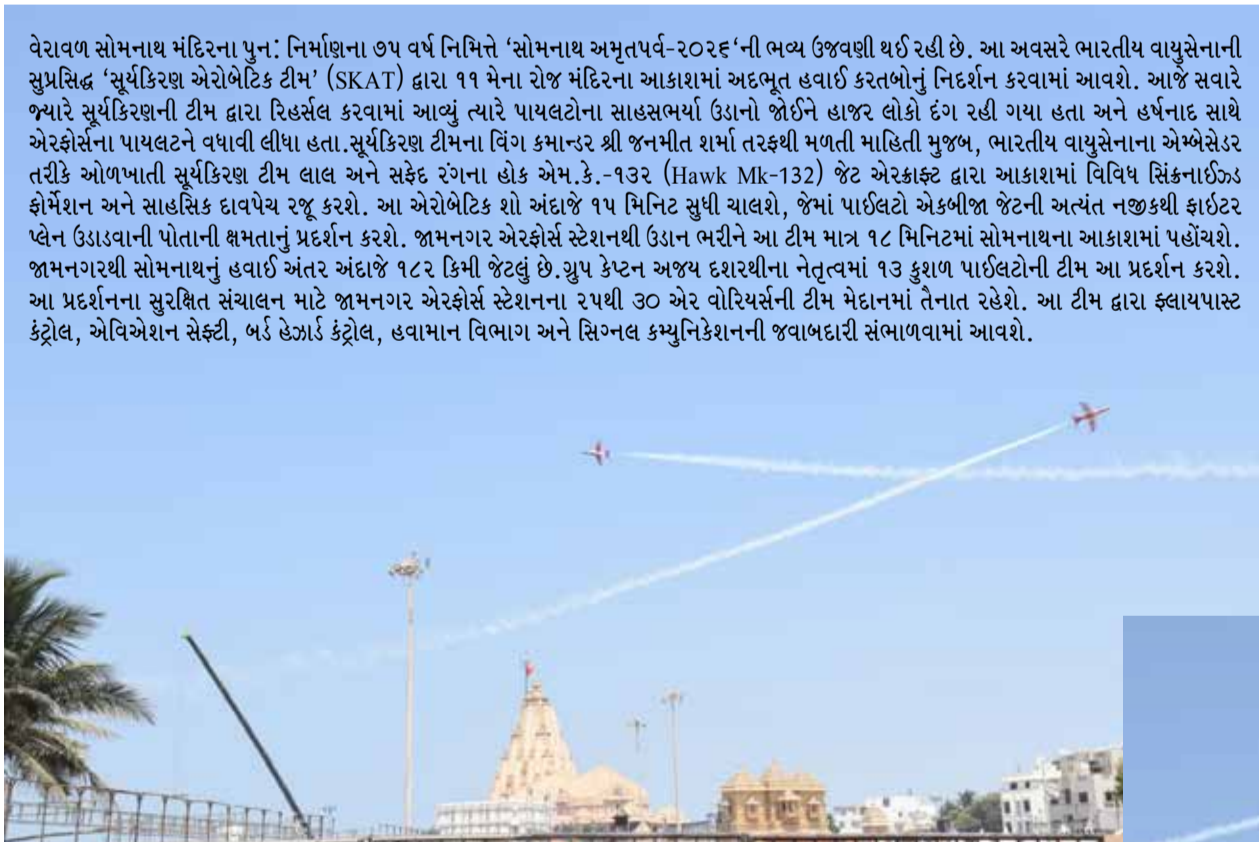 વેરાવળ સોમનાથ મંદિરના પુન: નિર્માણના ૭૫ વર્ષ નિમિત્તે ‘સોમનાથ અમૃતપર્વ-૨૦૨૬‘ની ભવ્ય ઉજવણી થઈ રહી છે. આ અવસરે ભારતીય વાયુસેનાની
સુપ્રસિદ્ધ ‘સૂર્યકિરણ એરોબેટિક ટીમ’ (SKAT) દ્વારા ૧૧ મેના રોજ મંદિરના આકાશમાં અદભૂત હવાઈ કરતબોનું નિદર્શન કરવામાં આવશે. આજે સવારે
જ્યારે સૂર્યકિરણની ટીમ દ્વારા રિહર્સલ કરવામાં આવ્યું ત્યારે પાયલટોના સાહસભર્યા ઉડાનો જોઈને હાજર લોકો દંગ રહી ગયા હતા અને હર્ષનાદ સાથે
એરફોર્સના પાયલટને વધાવી લીધા હતા.સૂર્યકિરણ ટીમના વિંગ કમાન્ડર શ્રી જનમીત શર્મા તરફથી મળતી માહિતી મુજબ, ભારતીય વાયુસેનાના એમ્બેસેડર
તરીકે ઓળખાતી સૂર્યકિરણ ટીમ લાલ અને સફેદ રંગના હોક એમ.કે.-૧૩૨ (Hawk Mk-132) જેટ એરક્રાફ્ટ દ્વારા આકાશમાં વિવિધ સિંક્રનાઈઝ્ડ
ફોર્મેશન અને સાહસિક દાવપેચ રજૂ કરશે. આ એરોબેટિક શો અંદાજે ૧૫ મિનિટ સુધી ચાલશે, જેમાં પાઈલટો એકબીજા જેટની અત્યંત નજીકથી ફાઈટર
પ્લેન ઉડાડવાની પોતાની ક્ષમતાનું પ્રદર્શન કરશે. જામનગર એરફોર્સ સ્ટેશનથી ઉડાન ભરીને આ ટીમ માત્ર ૧૮ મિનિટમાં સોમનાથના આકાશમાં પહોંચશે.
જામનગરથી સોમનાથનું હવાઈ અંતર અંદાજે ૧૮૨ કિમી જેટલું છે.ગ્રુપ કેપ્ટન અજય દશરથીના નેતૃત્વમાં ૧૩ કુશળ પાઈલટોની ટીમ આ પ્રદર્શન કરશે.
આ પ્રદર્શનના સુરક્ષિત સંચાલન માટે જામનગર એરફોર્સ સ્ટેશનના ૨૫થી ૩૦ એર વોરિયર્સની ટીમ મેદાનમાં તૈનાત રહેશે. આ ટીમ દ્વારા ફ્લાયપાસ્ટ
કંટ્રોલ, એવિએશન સેફ્ટી, બર્ડ હેઝાર્ડ કંટ્રોલ, હવામાન વિભાગ અને સિગ્નલ કમ્યુનિકેશનની જવાબદારી સંભાળવામાં આવશે.